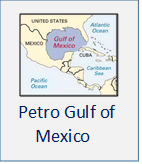 UNITED STATES
Atlantic
Ocean
Gulf of
Mexico
MEXICO
CUBA
Caribbean
Sea
Pacific
Ocean
Petro Gulf of
Mexico